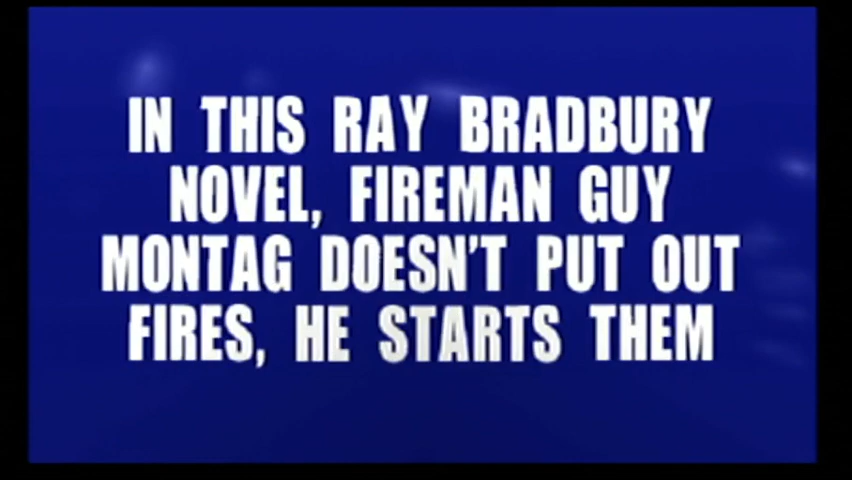 IN THIS RAY BRADBURY
NOVEL, FIREMAN GUY
MONTAG DOESN'T PUT OUT
FIRES, HE STARTS THEM